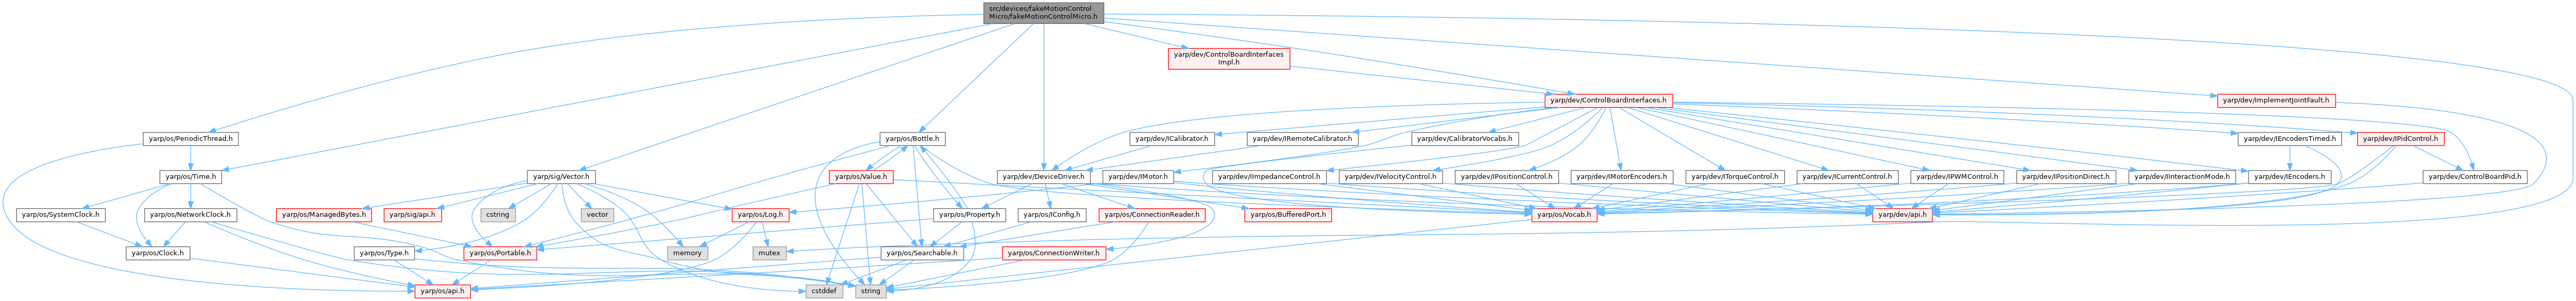 src/devices/fakeMotionControl
Micro/fakeMotionControlMicro.h
yarp/dev/ControlBoardInterfaces
Impl.h
yarp/dev/ControlBoardInterfaces.h
yarp/dev/ImplementJointFault.h
yarp/os/PeriodicThread.h
yarp/os/Bottle.h
yarp/dev/ICalibrator.h
yarp/dev/IRemoteCalibrator.h
yarp/dev/CalibratorVocabs.h
yarp/dev/IEncodersTimed.h
yarp/dev/IPidControl.h
yarp/os/Time.h
yarp/sig/Vector.h
yarp/os/Value.h
yarp/dev/DeviceDriver.h
yarp/dev/IMotor.h
yarp/dev/IImpedanceControl.h
yarp/dev/IVelocityControl.h
yarp/dev/IPositionControl.h
yarp/dev/IMotorEncoders.h
yarp/dev/ITorqueControl.h
yarp/dev/ICurrentControl.h
yarp/dev/IPWMControl.h
yarp/dev/IPositionDirect.h
yarp/dev/IInteractionMode.h
yarp/dev/IEncoders.h
yarp/dev/ControlBoardPid.h
yarp/os/SystemClock.h
yarp/os/NetworkClock.h
yarp/os/ManagedBytes.h
yarp/sig/api.h
cstring
vector
yarp/os/Log.h
yarp/os/Property.h
yarp/os/IConfig.h
yarp/os/ConnectionReader.h
yarp/os/BufferedPort.h
yarp/os/Vocab.h
yarp/dev/api.h
yarp/os/Clock.h
yarp/os/Type.h
yarp/os/Portable.h
memory
mutex
yarp/os/Searchable.h
yarp/os/ConnectionWriter.h
yarp/os/api.h
cstddef
string